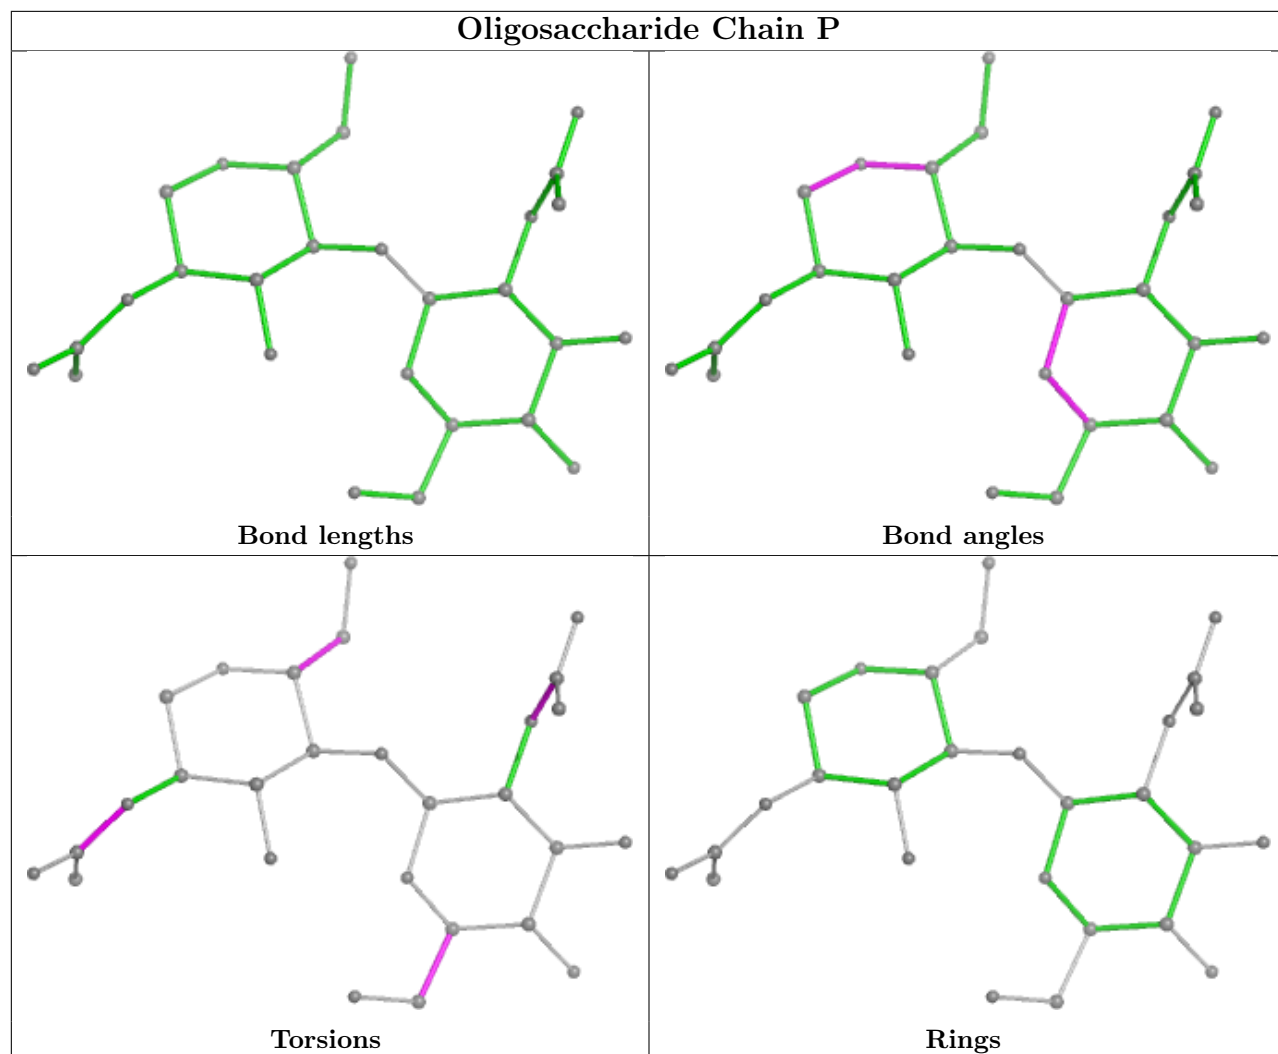 Oligosaccharide Chain P
Bond lengths
Bond angles
Torsions
Rings